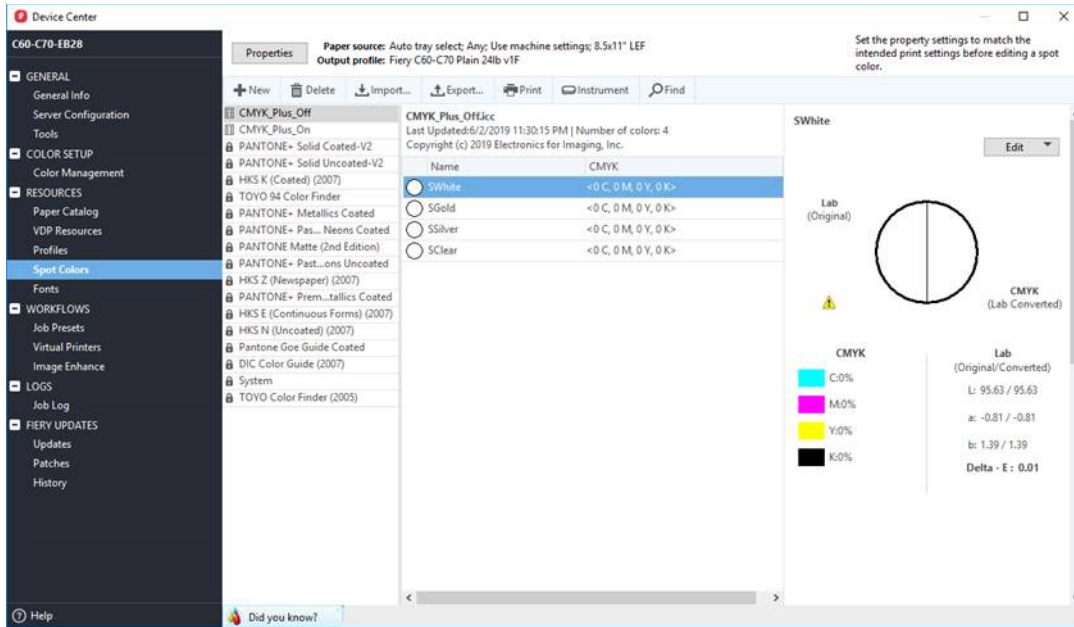 Device Center
C60-C70-EB28
GENERAL
General Info
Server Configuration
Tools
COLOR SETUP
Color Management
RESOURCES
Paper Catalog
VDP Resources
Profiles
Spot Colors
Fonts
WORKFLOWS
Job Presets
Virtual Printers
Image Enhance
LOGS
Job Log
FIERY UPDATES
Updates
Patches
History
Help
Properties
Paper source: Auto tray select; Any; Use machine settings; 8.5x11" LEF
Output profile: Fiery C60-C70 Plain 24lb v1F
Set the property settings to match the
intended print settings before editing a spot
color.
New Delete Import... Export... Print Instrument Find
CMYK_Plus_Off
CMYK_Plus_On
PANTONE+ Solid Coated-V2
PANTONE+ Solid Uncoated-V2
HKS K (Coated) (2007)
TOYO 94 Color Finder
PANTONE+ Metallics Coated
PANTONE+ Pas... Neons Coated
PANTONE Matte (2nd Edition)
PANTONE+ Past...ons Uncoated
HKS Z (Newspaper) (2007)
PANTONE+ Prem...tallics Coated
HKS E (Continuous Forms) (2007)
HKS N (Uncoated) (2007)
Pantone Goe Guide Coated
DIC Color Guide (2007)
System
TOYO Color Finder (2005)
CMYK_Plus_Off.icc
Last Updated:6/2/2019 11:30:15 PM | Number of colors: 4
Copyright (c) 2019 Electronics for Imaging, Inc.
Name CMYK
SWhite <0 C, 0 M, 0 Y, 0 K>
SGold <0 C, 0 M, 0 Y, 0 K>
SSilver <0 C, 0 M, 0 Y, 0 K>
SClear <0 C, 0 M, 0 Y, 0 K>
SWhite
Edit
Lab
(Original)
CMYK
(Lab Converted)
CMYK
C:0%
M:0%
Y:0%
K:0%
Lab
(Original/Converted)
L: 95.63 / 95.63
a: -0.81 / -0.81
b: 1.39 / 1.39
Delta - E : 0.01
Did you know?